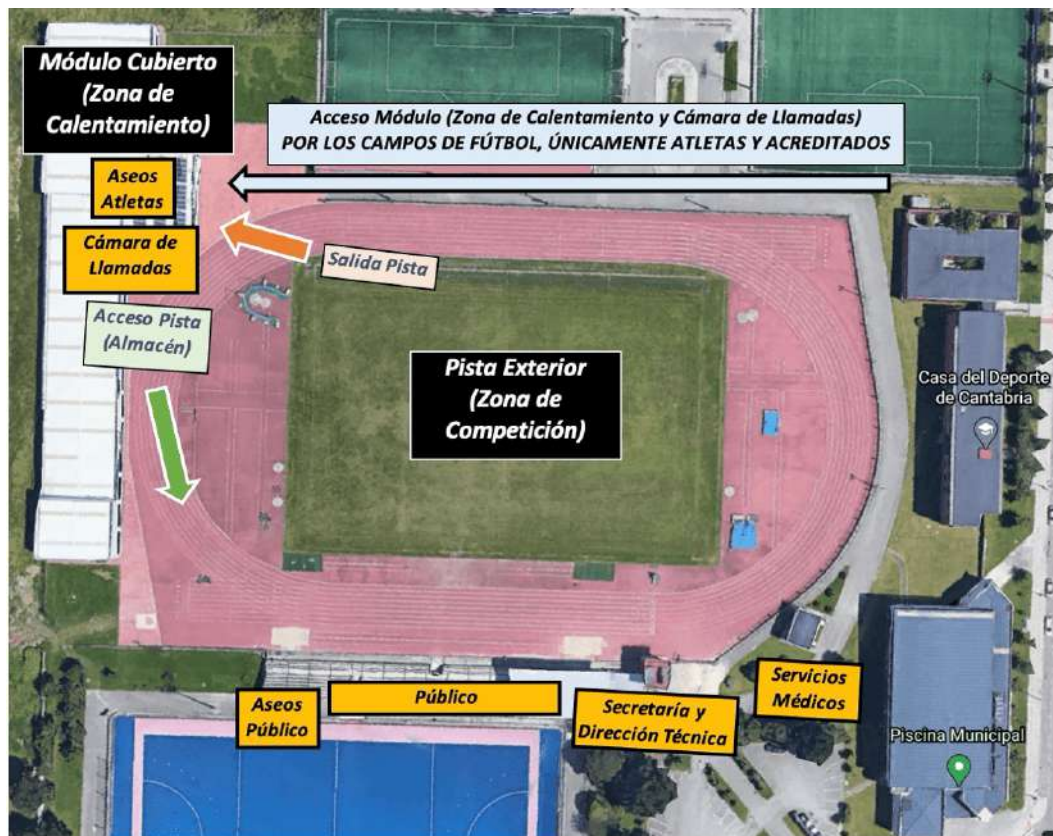 Módulo Cubierto
(Zona de
Calentamiento)
Acceso Módulo (Zona de Calentamiento y Cámara de Llamadas)
POR LOS CAMPOS DE FÚTBOL, ÚNICAMENTE ATLETAS Y ACREDITADOS
Aseos
Atletas
Cámara de
Llamadas
Salida Pista
Acceso Pista
(Almacén)
Pista Exterior
(Zona de
Competición)
Casa del Deporte
de Cantabria
Aseos
Público
Público
Secretaría y
Dirección Técnica
Servicios
Médicos
Piscina Municipal